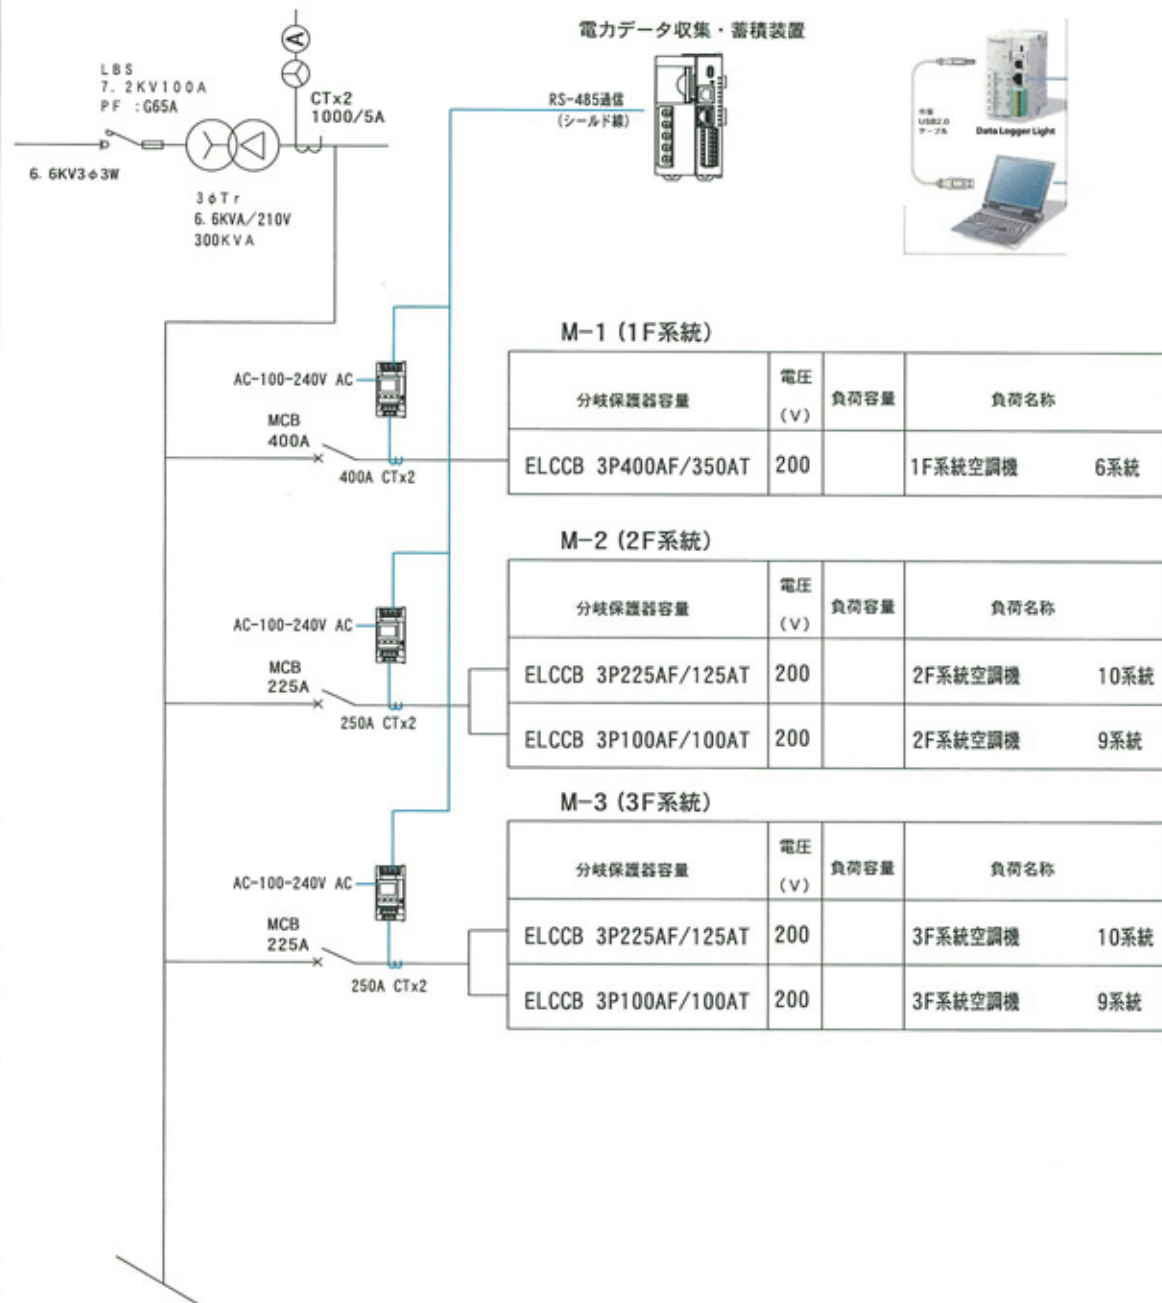 電力データ収集・蓄積装置
LBS
7.2KV100A
PF :G65A
CTx2
1000/5A
A
6.6KV3φ3W
3φTr
6.6KVA/210V
300KVA
RS-485通信
(シールド線)
市販
USB2.0
ケーブル
Data Logger Light
M-1 (1F系統)
AC-100-240V AC
MCB
400A
400A CTx2
分岐保護器容量 電圧(V) 負荷容量 負荷名称
ELCCB 3P400AF/350AT 200 1F系統空調機 6系統
M-2 (2F系統)
AC-100-240V AC
MCB
225A
250A CTx2
分岐保護器容量 電圧(V) 負荷容量 負荷名称
ELCCB 3P225AF/125AT 200 2F系統空調機 10系統
ELCCB 3P100AF/100AT 200 2F系統空調機 9系統
M-3 (3F系統)
AC-100-240V AC
MCB
225A
250A CTx2
分岐保護器容量 電圧(V) 負荷容量 負荷名称
ELCCB 3P225AF/125AT 200 3F系統空調機 10系統
ELCCB 3P100AF/100AT 200 3F系統空調機 9系統